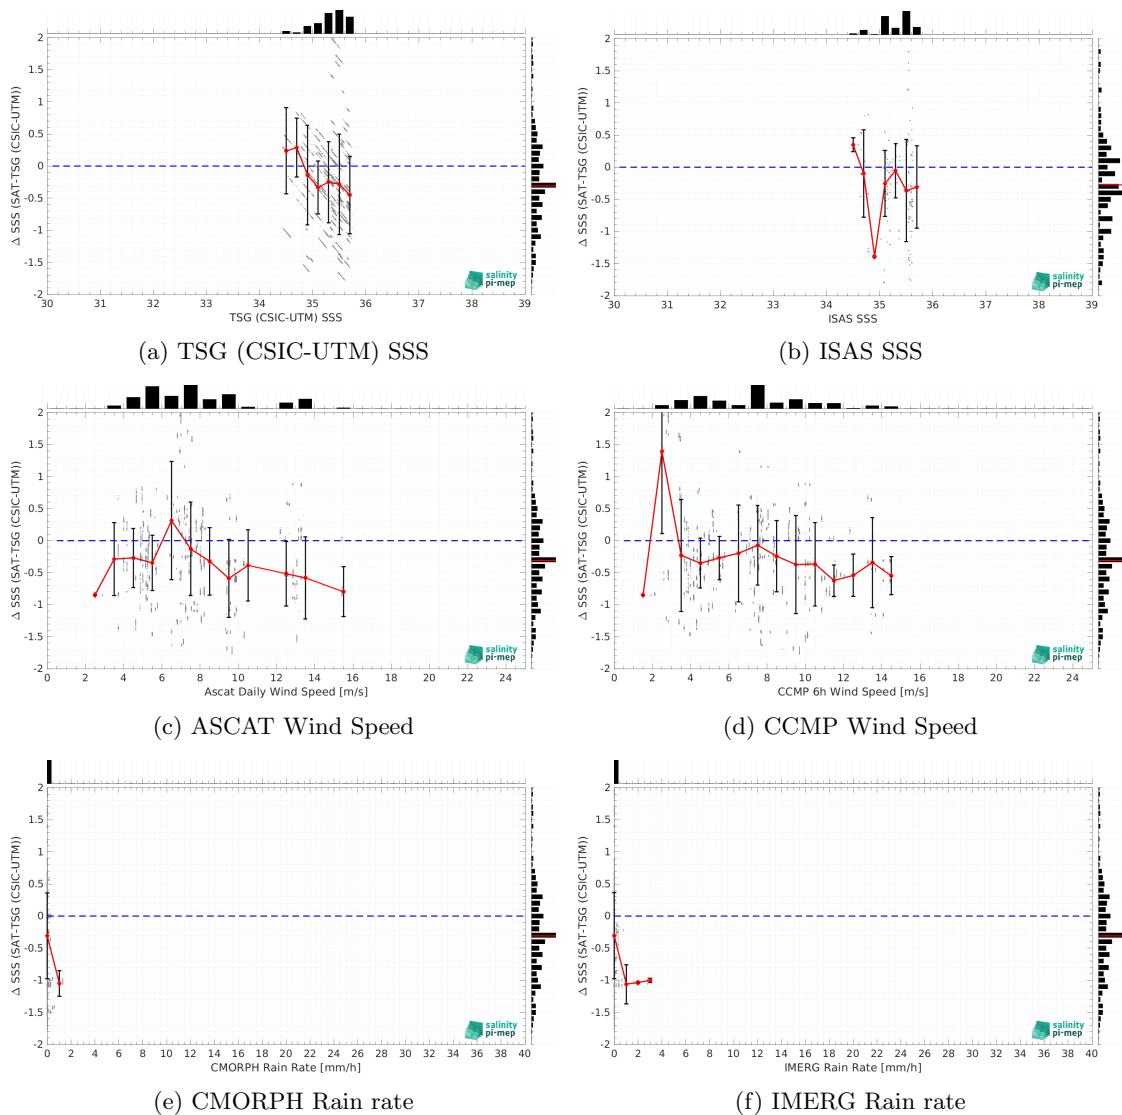 Δ SSS (SAT-TSG (CSIC-UTM))
2
1.5
1
0.5
0
-0.5
-1
-1.5
-2
30 31 32 33 34 35 36 37 38 39
TSG (CSIC-UTM) SSS
salinity
pi-mep
(a) TSG (CSIC-UTM) SSS
Δ SSS (SAT-TSG (CSIC-UTM))
2
1.5
1
0.5
0
-0.5
-1
-1.5
-2
30 31 32 33 34 35 36 37 38 39
ISAS SSS
salinity
pi-mep
(b) ISAS SSS
Δ SSS (SAT-TSG (CSIC-UTM))
2
1.5
1
0.5
0
-0.5
-1
-1.5
-2
0 2 4 6 8 10 12 14 16 18 20 22 24
Ascat Daily Wind Speed [m/s]
salinity
pi-mep
(c) ASCAT Wind Speed
Δ SSS (SAT-TSG (CSIC-UTM))
2
1.5
1
0.5
0
-0.5
-1
-1.5
-2
0 2 4 6 8 10 12 14 16 18 20 22 24
CCMP 6h Wind Speed [m/s]
salinity
pi-mep
(d) CCMP Wind Speed
Δ SSS (SAT-TSG (CSIC-UTM))
2
1.5
1
0.5
0
-0.5
-1
-1.5
-2
0 2 4 6 8 10 12 14 16 18 20 22 24 26 28 30 32 34 36 38 40
CMORPH Rain Rate [mm/h]
salinity
pi-mep
(e) CMORPH Rain rate
Δ SSS (SAT-TSG (CSIC-UTM))
2
1.5
1
0.5
0
-0.5
-1
-1.5
-2
0 2 4 6 8 10 12 14 16 18 20 22 24 26 28 30 32 34 36 38 40
IMERG Rain Rate [mm/h]
salinity
pi-mep
(f) IMERG Rain rate